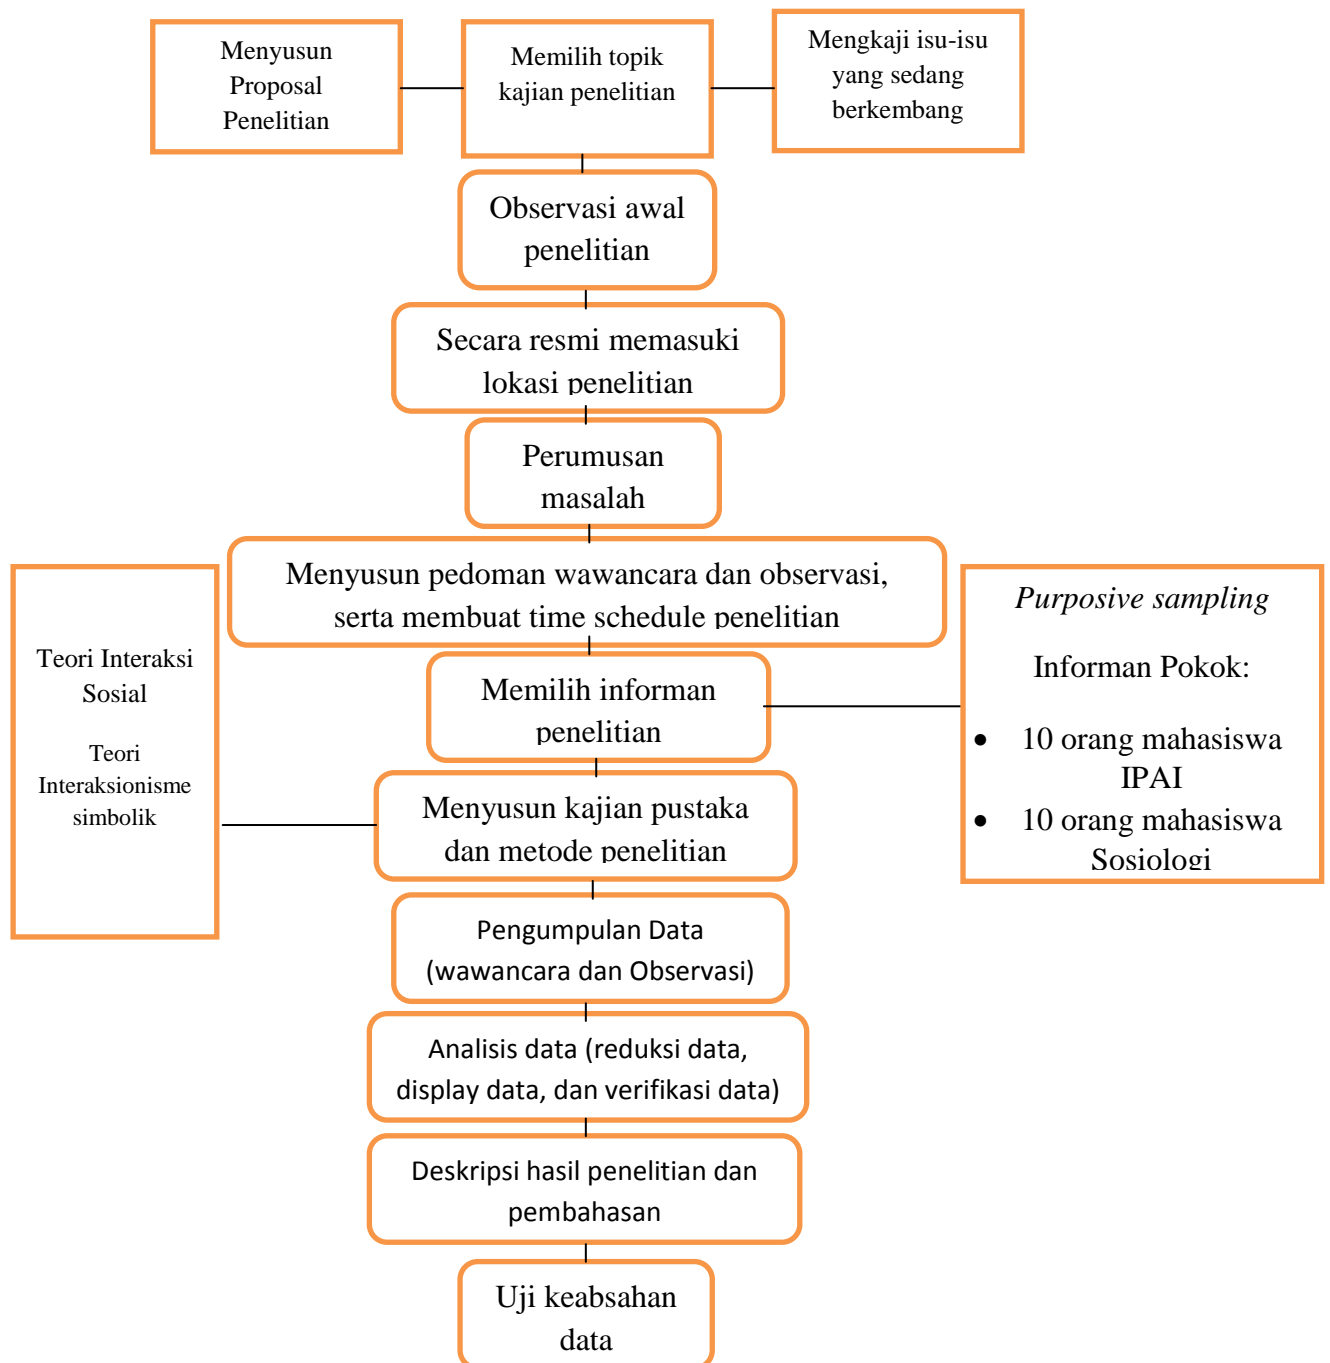 Menyusun
Proposal
Penelitian
Memilih topik
kajian penelitian
Mengkaji isu-isu
yang sedang
berkembang
Observasi awal
penelitian
Secara resmi memasuki
lokasi penelitian
Perumusan
masalah
Menyusun pedoman wawancara dan observasi,
serta membuat time schedule penelitian
Teori Interaksi
Sosial
Teori
Interaksionisme
simbolik
Memilih informan
penelitian
Purposive sampling
Informan Pokok:
• 10 orang mahasiswa
IPAI
• 10 orang mahasiswa
Sosiologi
Menyusun kajian pustaka
dan metode penelitian
Pengumpulan Data
(wawancara dan Observasi)
Analisis data (reduksi data,
display data, dan verifikasi data)
Deskripsi hasil penelitian dan
pembahasan
Uji keabsahan
data